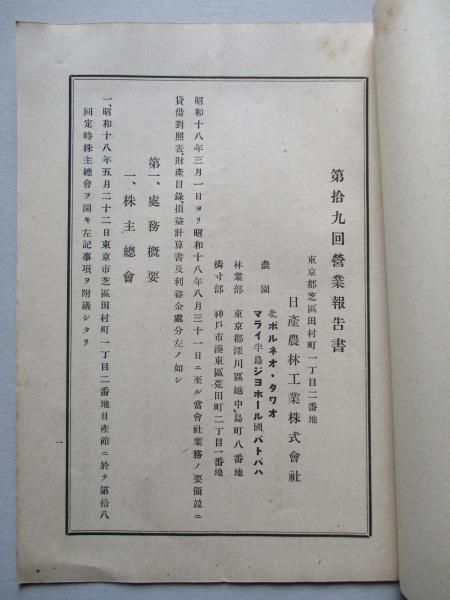 第拾九回營業報告書
東京都芝區田村町一丁目二番地
日產農林工業株式會社
農園
北ボルネオ・タワオ
マライ半島ジヨホール國バトパハ
林業部 東京都深川區越中島町八番地
燐寸部 神戸市湊東區荒田町二丁目一番地
昭和十八年三月一日ヨリ昭和十八年八月三十一日ニ至ル當會社業務ノ要領竝ニ
貸借對照表、財產目錄、損益計算書及利益金處分左ノ如シ
第一、處務概要
一、株主總會
一、昭和十八年五月二十二日東京市芝區田村町一丁目二番地日產館ニ於テ第拾八
回定時株主總會ヲ開キ左記事項ヲ附議シタリ
一